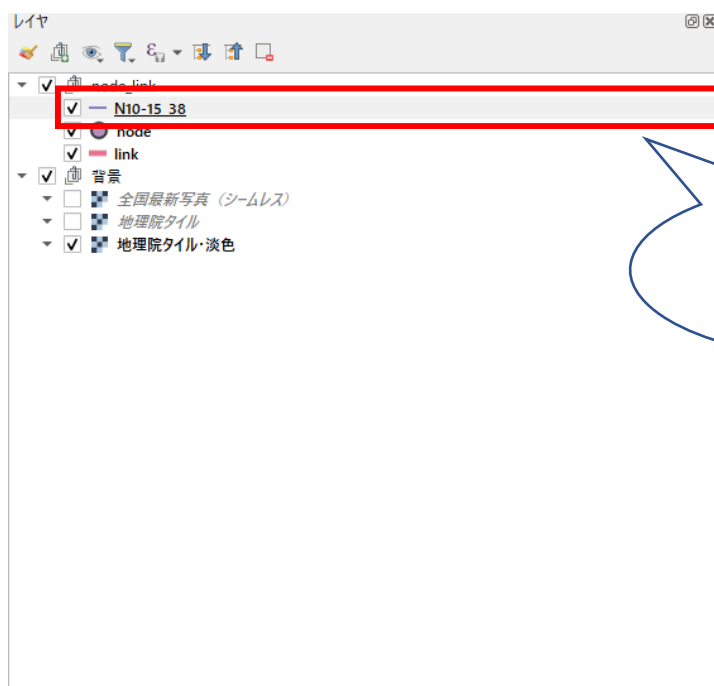 レイヤ
node_link
N10-15_38
node
link
背景
全国最新写真（シームレス）
地理院タイル
地理院タイル・淡色